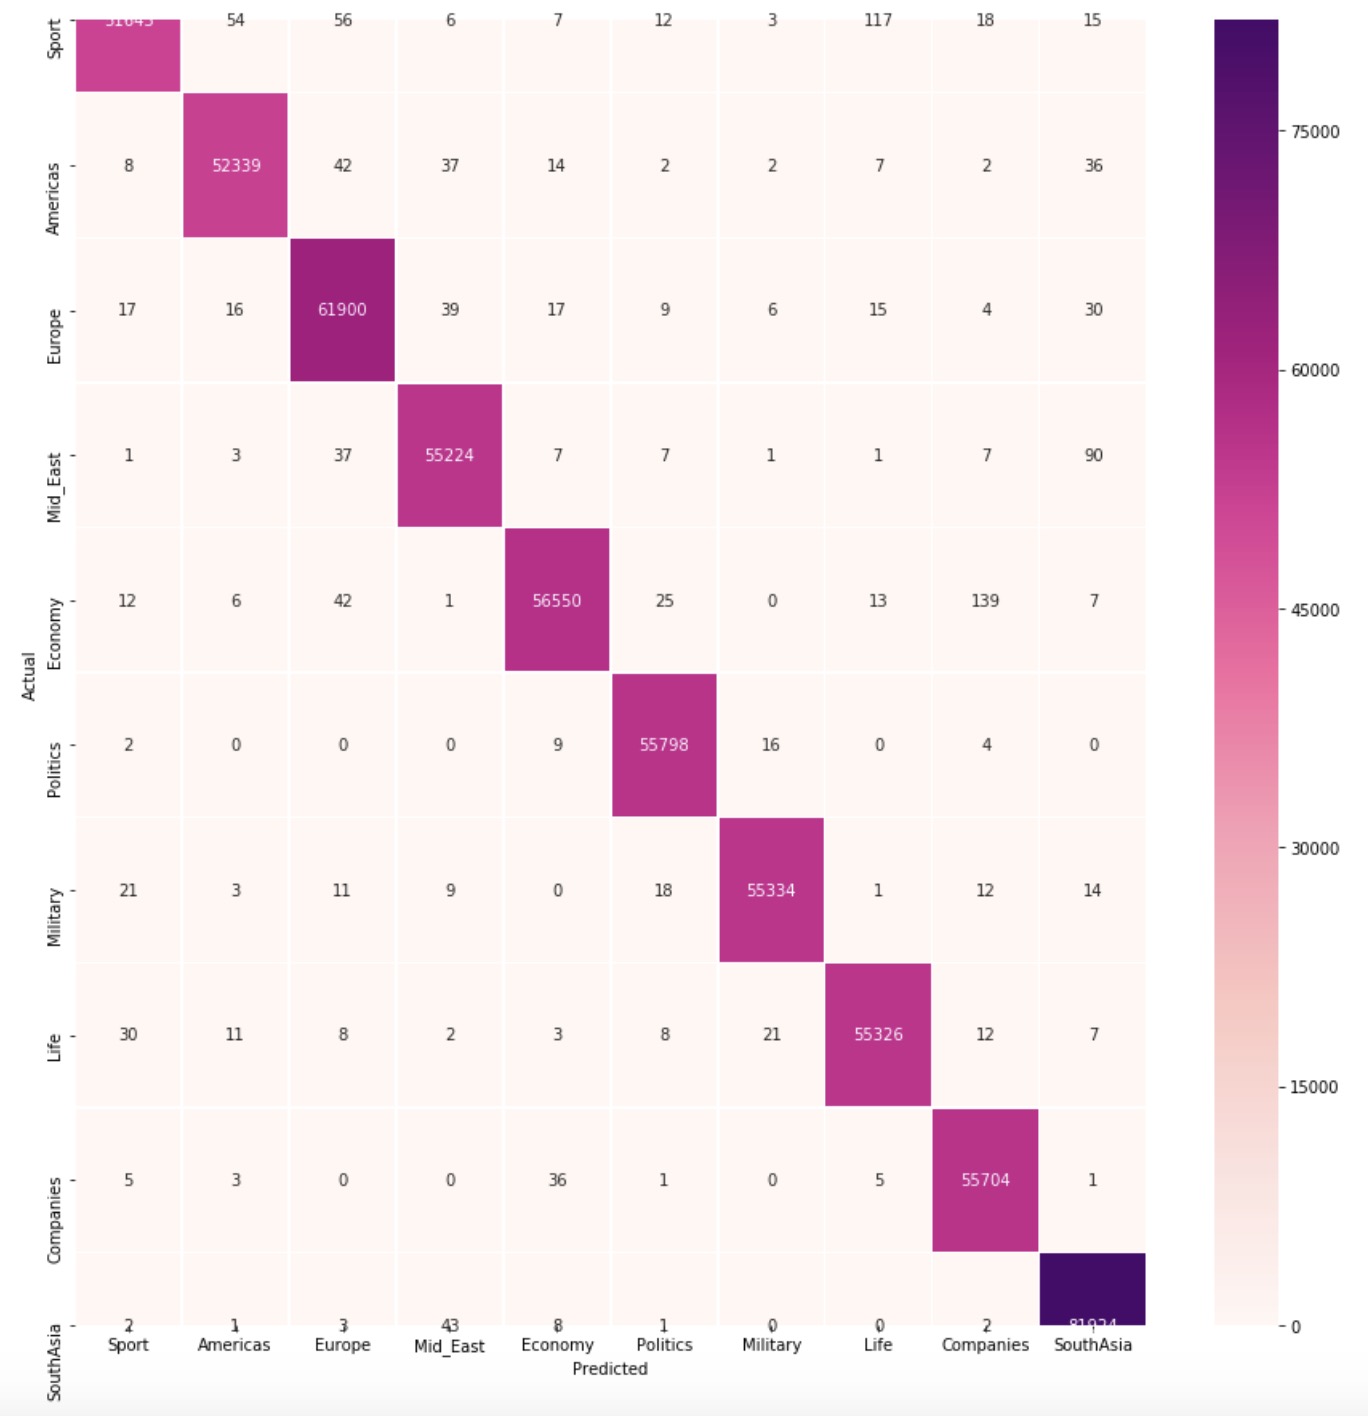 Sport 54 56 6 7 12 3 117 18 15
75000
Americas 8 52339 42 37 14 2 2 7 2 36
Europe 17 16 61900 39 17 9 6 15 4 30
60000
Mid_East 1 3 37 55224 7 7 1 1 7 90
Economy 12 6 42 1 56550 25 0 13 139 7
45000
Actual
Politics 2 0 0 0 9 55798 16 0 4 0
30000
Military 21 3 11 9 0 18 55334 1 12 14
Life 30 11 8 2 3 8 21 55326 12 7
15000
Companies 5 3 0 0 36 1 0 5 55704 1
SouthAsia 2 1 3 43 8 1 0 0 2
0
Sport Americas Europe Mid_East Economy Politics Military Life Companies SouthAsia
Predicted